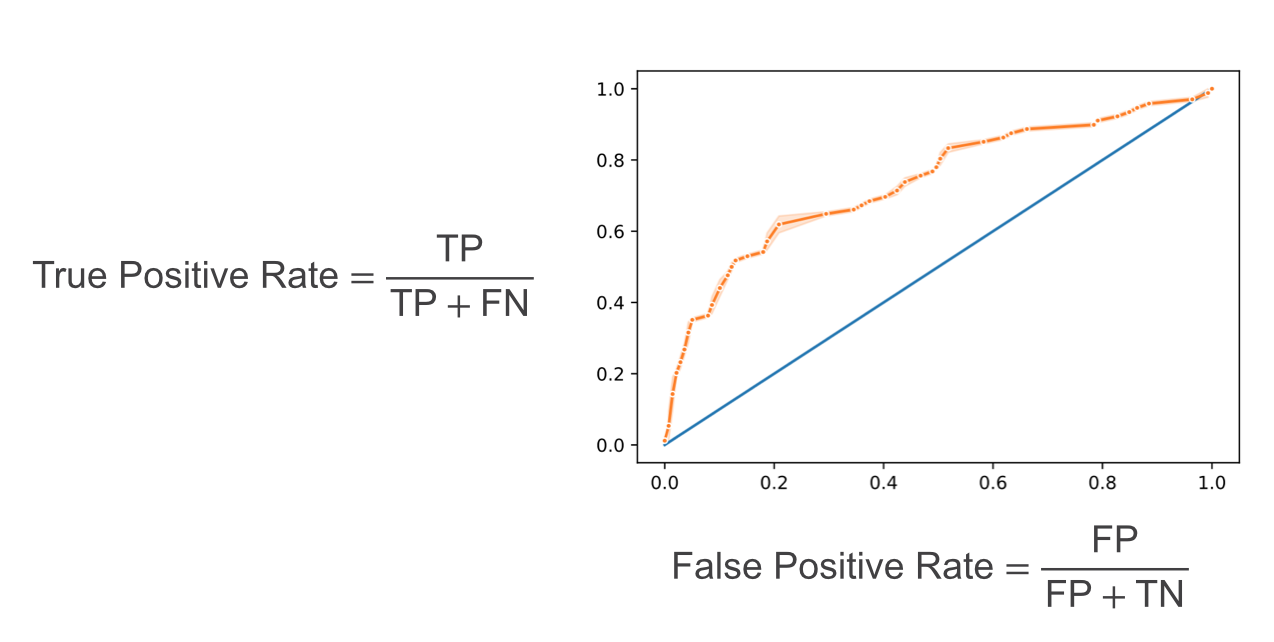 1.0
0.8
0.6
0.4
0.2
0.0
0.0 0.2 0.4 0.6 0.8 1.0
True Positive Rate = TP / TP + FN
False Positive Rate = FP / FP + TN